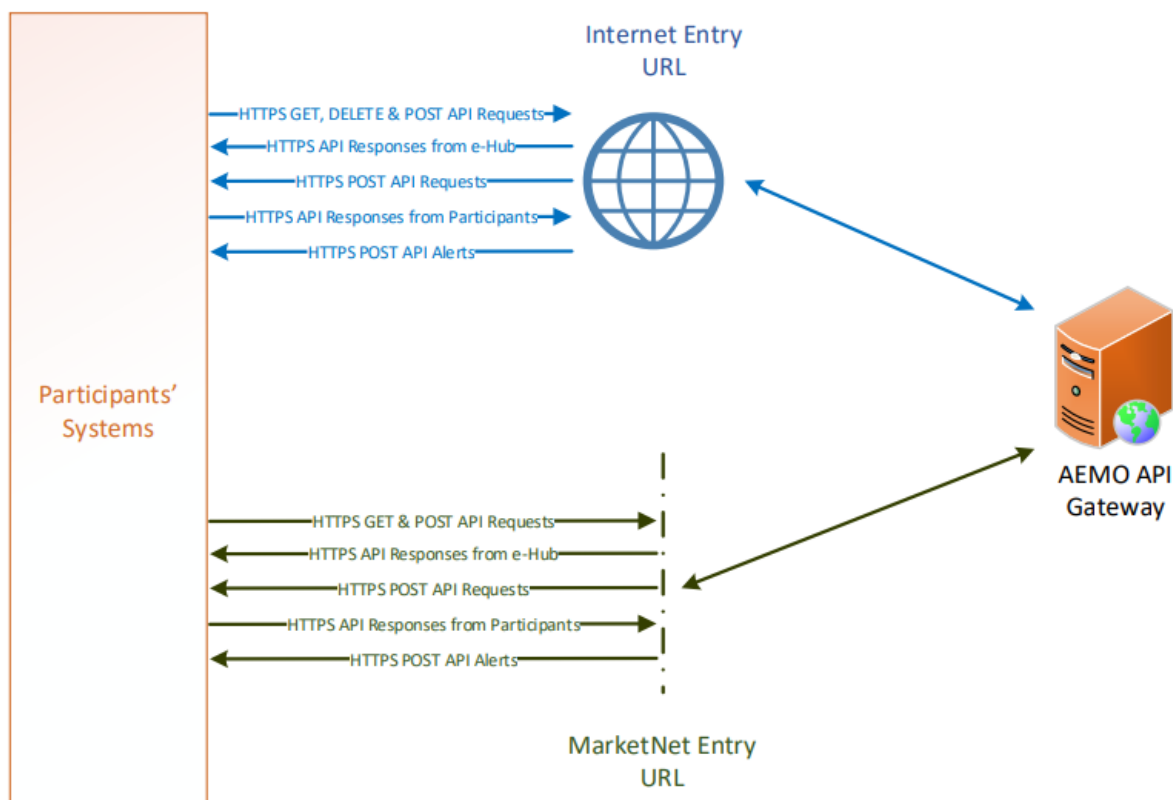 Internet Entry
URL
HTTPS GET, DELETE & POST API Requests
HTTPS API Responses from e-Hub
HTTPS POST API Requests
HTTPS API Responses from Participants
HTTPS POST API Alerts
Participants’
Systems
AEMO API
Gateway
HTTPS GET & POST API Requests
HTTPS API Responses from e-Hub
HTTPS POST API Requests
HTTPS API Responses from Participants
HTTPS POST API Alerts
MarketNet Entry
URL